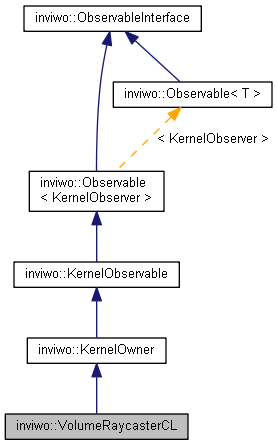 inviwo::ObservableInterface
inviwo::Observable< T >
< KernelObserver >
inviwo::Observable
< KernelObserver >
inviwo::KernelObservable
inviwo::KernelOwner
inviwo::VolumeRaycasterCL